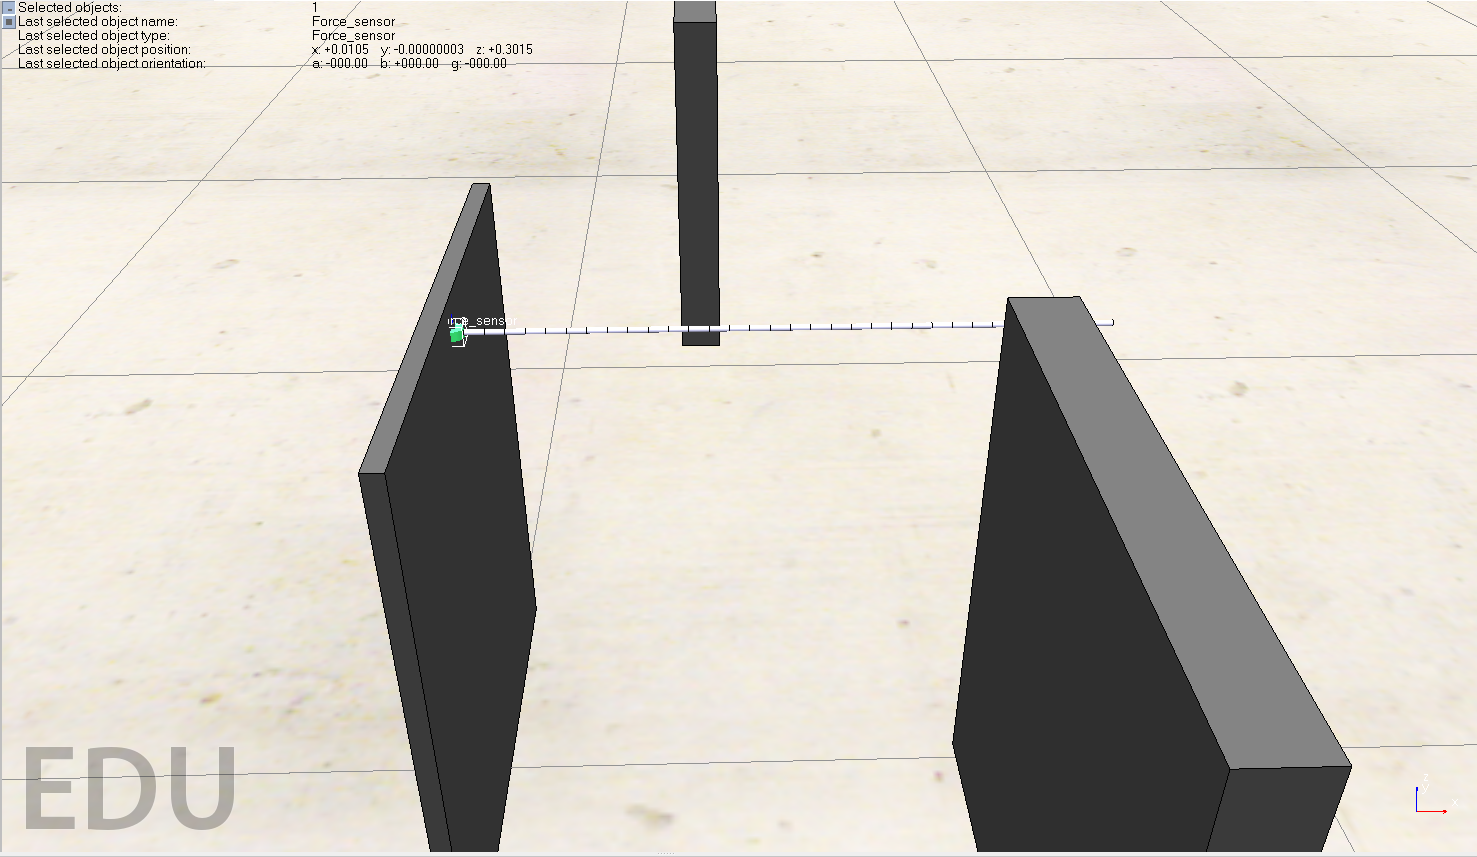 Selected objects: 1
Last selected object name: Force_sensor
Last selected object type: Force_sensor
Last selected object position: x: +0.0105 y: -0.00000003 z: +0.3015
Last selected object orientation: a: -000.00 b: +000.00 g: -000.00
EDU